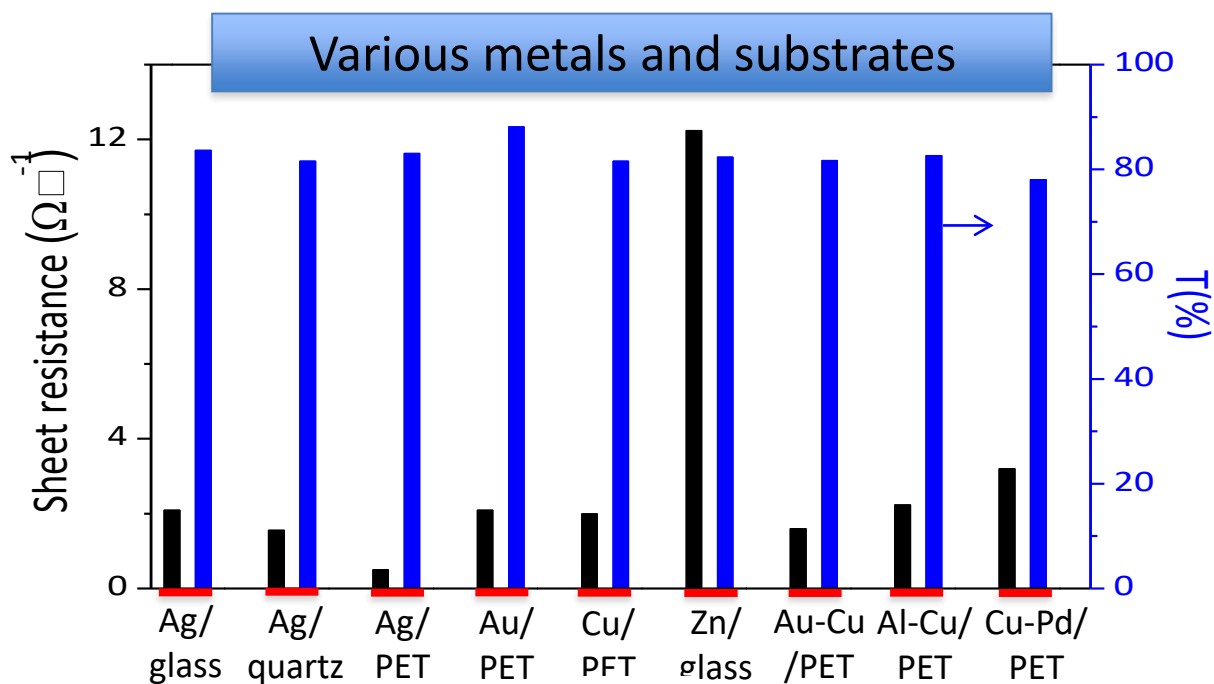 Various metals and substrates
Sheet resistance (Ω□-1)
12
8
4
0
100
80
60
40
20
0
T(%)
Ag/
glass
Ag/
quartz
Ag/
PET
Au/
PET
Cu/
PET
Zn/
glass
Au-Cu
/PET
Al-Cu/
PET
Cu-Pd/
PET